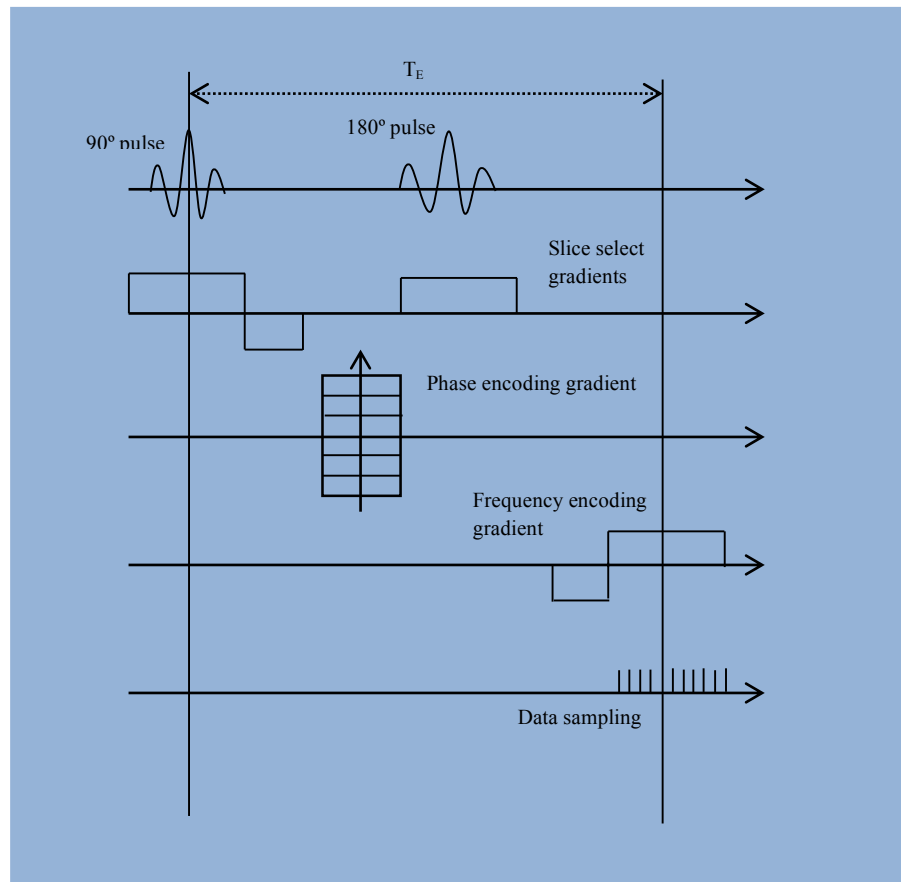 T_E
180º pulse
90º pulse
Slice select
gradients
Phase encoding gradient
Frequency encoding
gradient
Data sampling